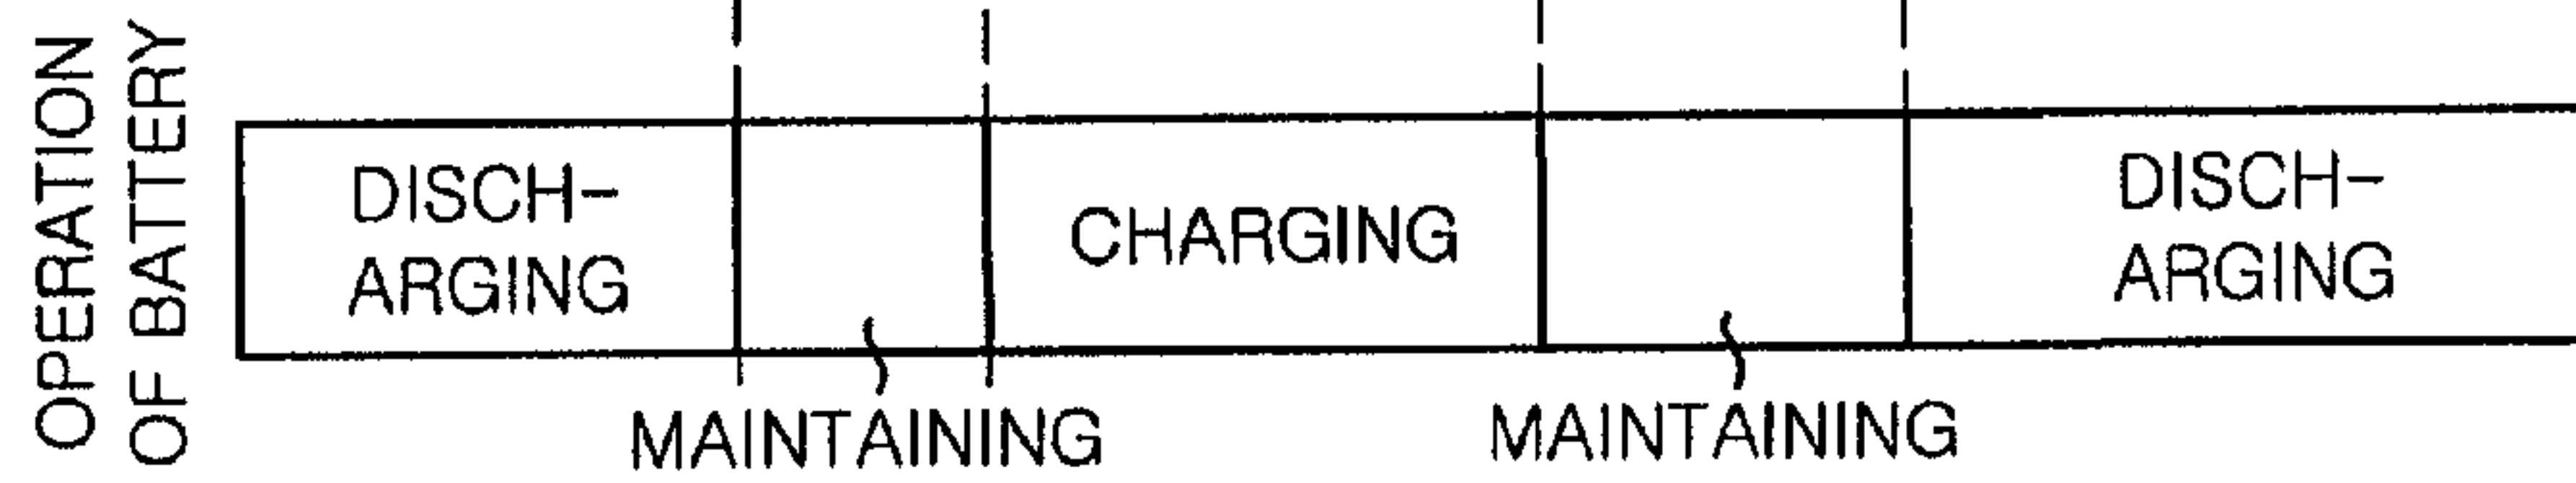 OPERATION
OF BATTERY
DISCH-
ARGING
CHARGING
DISCH-
ARGING
MAINTAINING
MAINTAINING